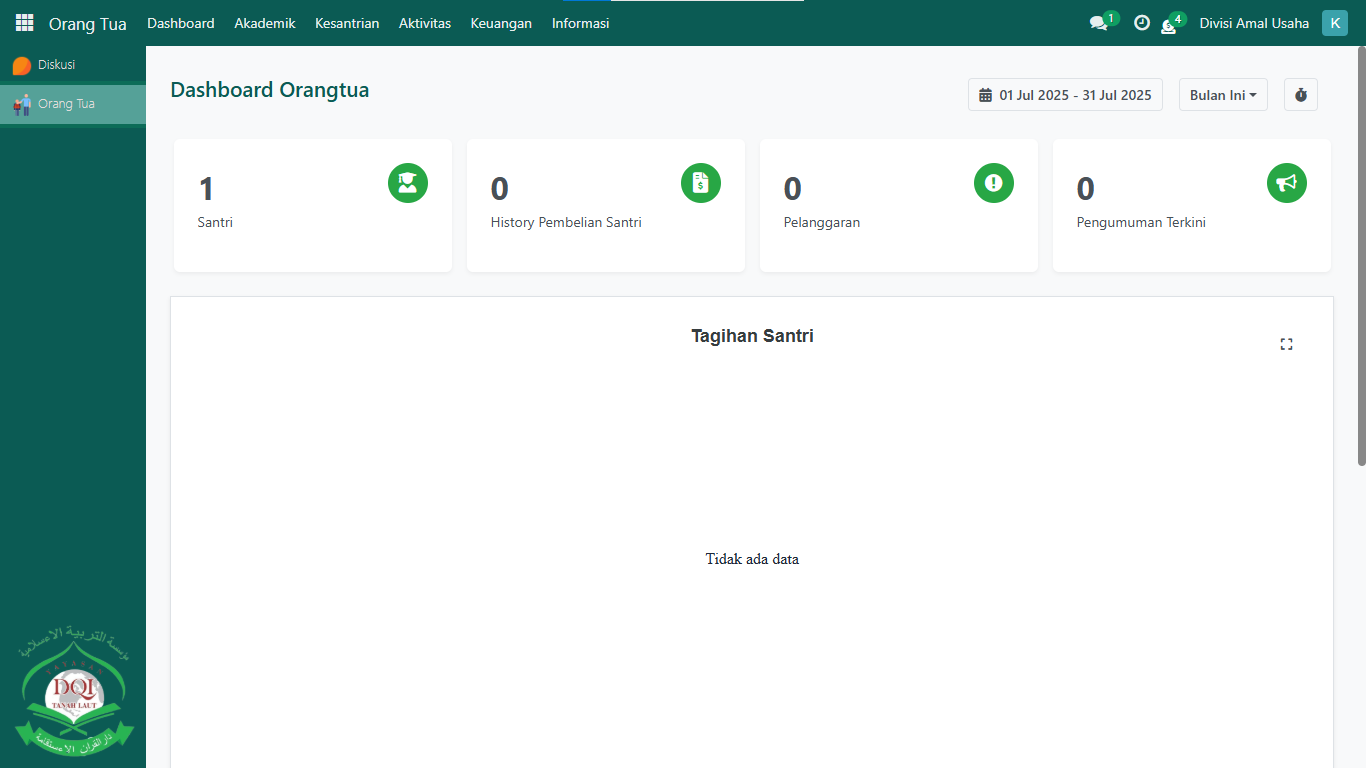 Orang Tua
Dashboard
Akademik
Kesantrian
Aktivitas
Keuangan
Informasi
1
4
Divisi Amal Usaha
K
Diskusi
Orang Tua
Dashboard Orangtua
01 Jul 2025 - 31 Jul 2025
Bulan Ini
1
Santri
0
History Pembelian Santri
0
Pelanggaran
0
Pengumuman Terkini
Tagihan Santri
Tidak ada data
مؤسسة التربية الاسلامية
YAYASAN
DQI
TANAH LAUT
دار القرآن الاستقامة